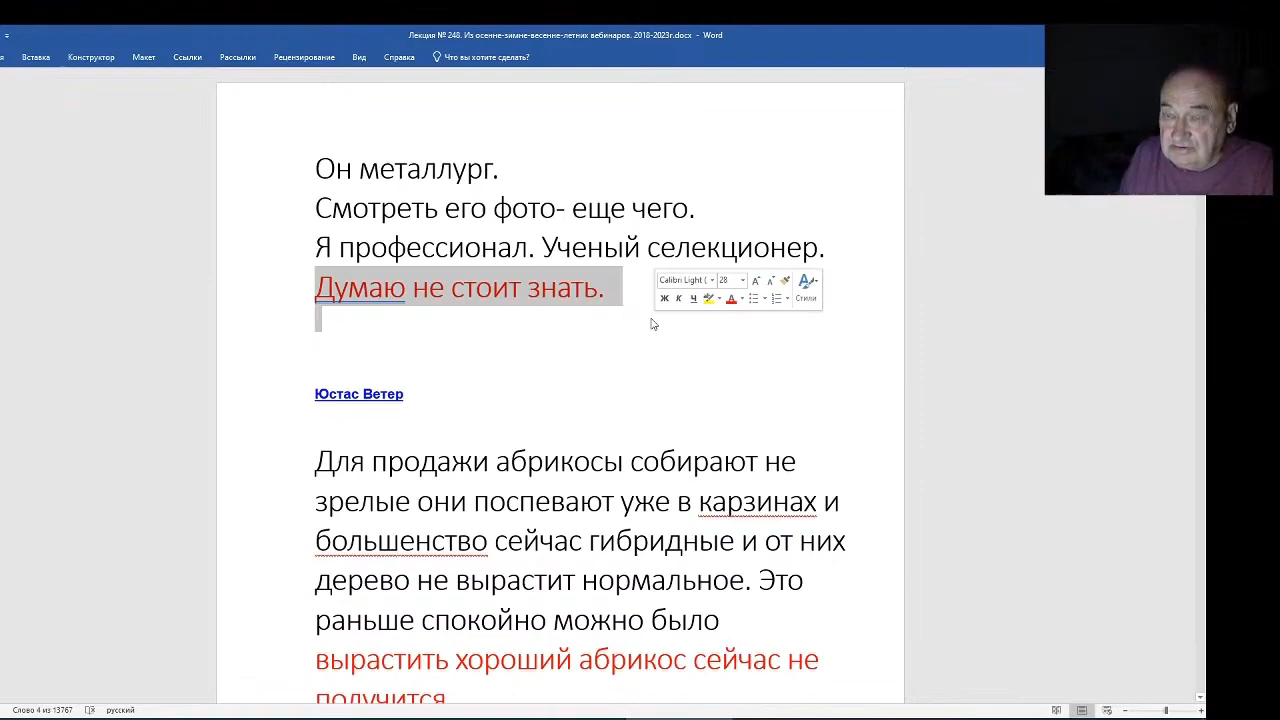 Лекция № 248. Из осенне-зимне-весенне-летних вебинаров. 2018-2023г.docx - Word
Вставка Конструктор Макет Ссылки Рассылки Рецензирование Вид Справка Что вы хотите сделать?
Он металлург.
Смотреть его фото- еще чего.
Я профессионал. Ученый селекционер.
Думаю не стоит знать.
Calibri Light ( 28
Ж К Ч Стили
Юстас Ветер
Для продажи абрикосы собирают не
зрелые они поспевают уже в карзинах и
большенство сейчас гибридные и от них
дерево не вырастит нормальное. Это
раньше спокойно можно было
вырастить хороший абрикос сейчас не
получится
Слово 4 из 13767 русский